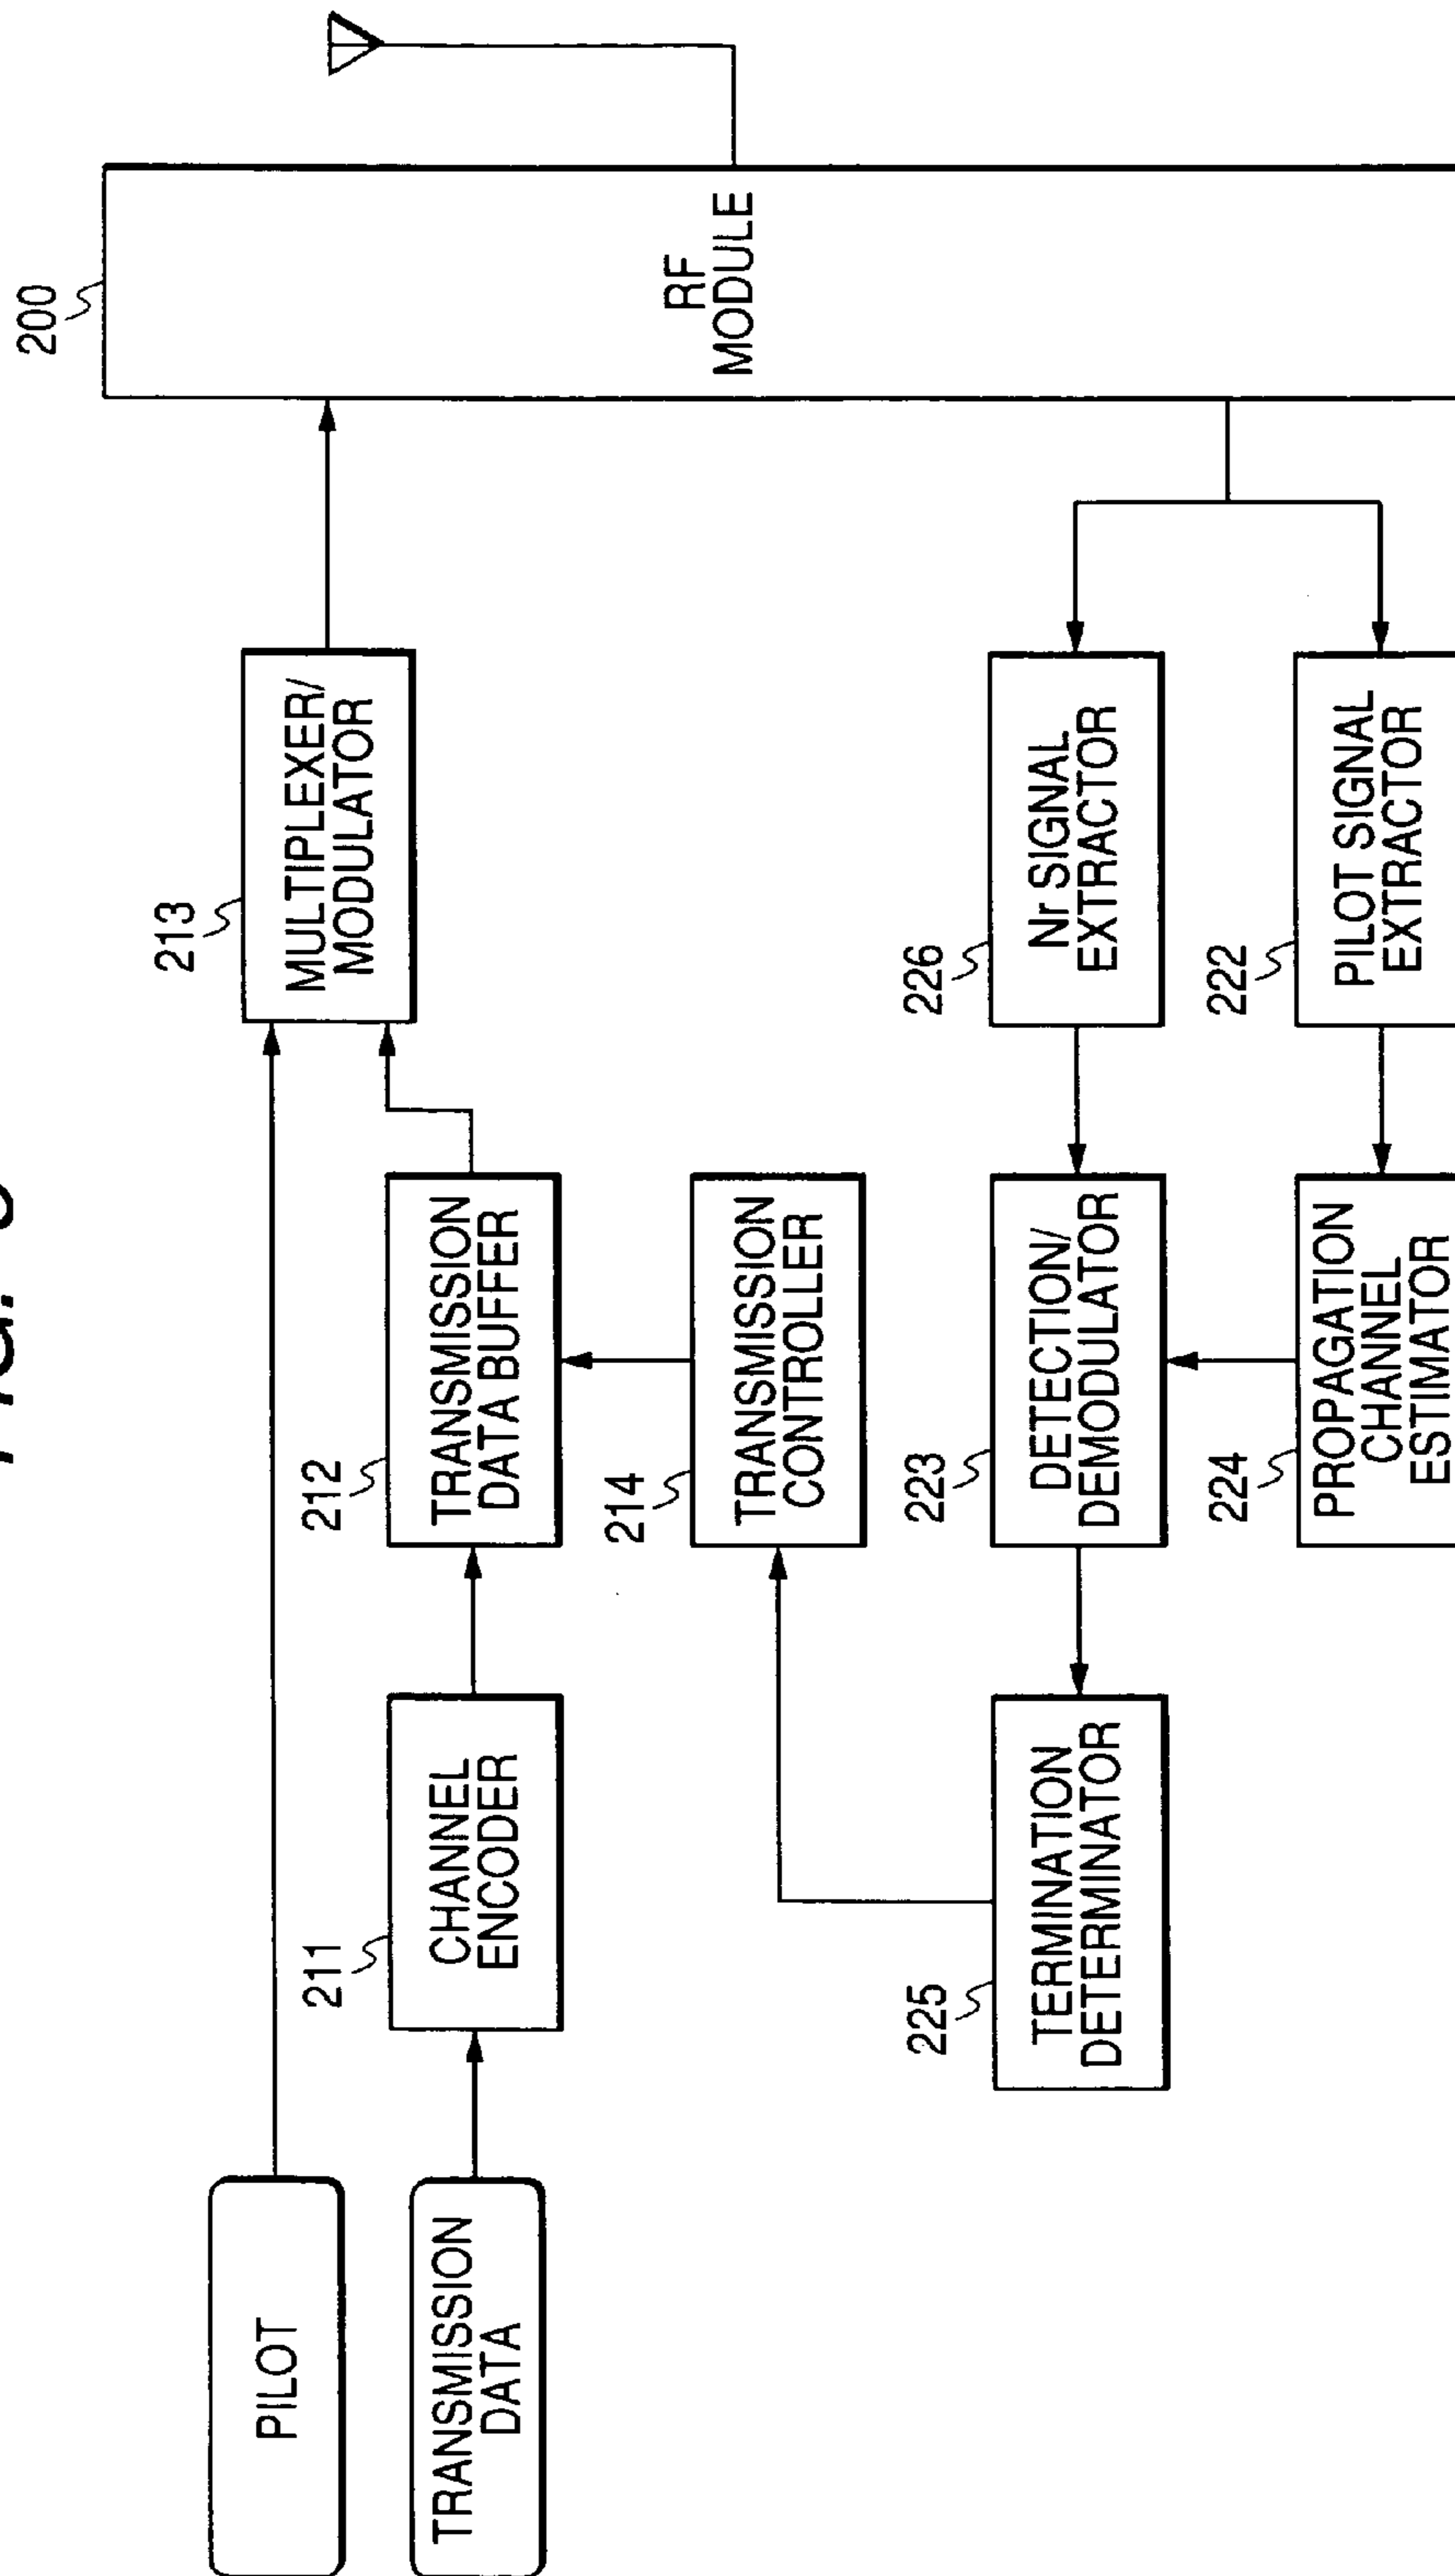 PILOT
TRANSMISSION
DATA
211
CHANNEL
ENCODER
212
TRANSMISSION
DATA BUFFER
213
MULTIPLEXER/
MODULATOR
200
RF
MODULE
214
TRANSMISSION
CONTROLLER
225
TERMINATION
DETERMINATOR
223
DETECTION/
DEMODULATOR
226
Nr SIGNAL
EXTRACTOR
224
PROPAGATION
CHANNEL
ESTIMATOR
222
PILOT SIGNAL
EXTRACTOR